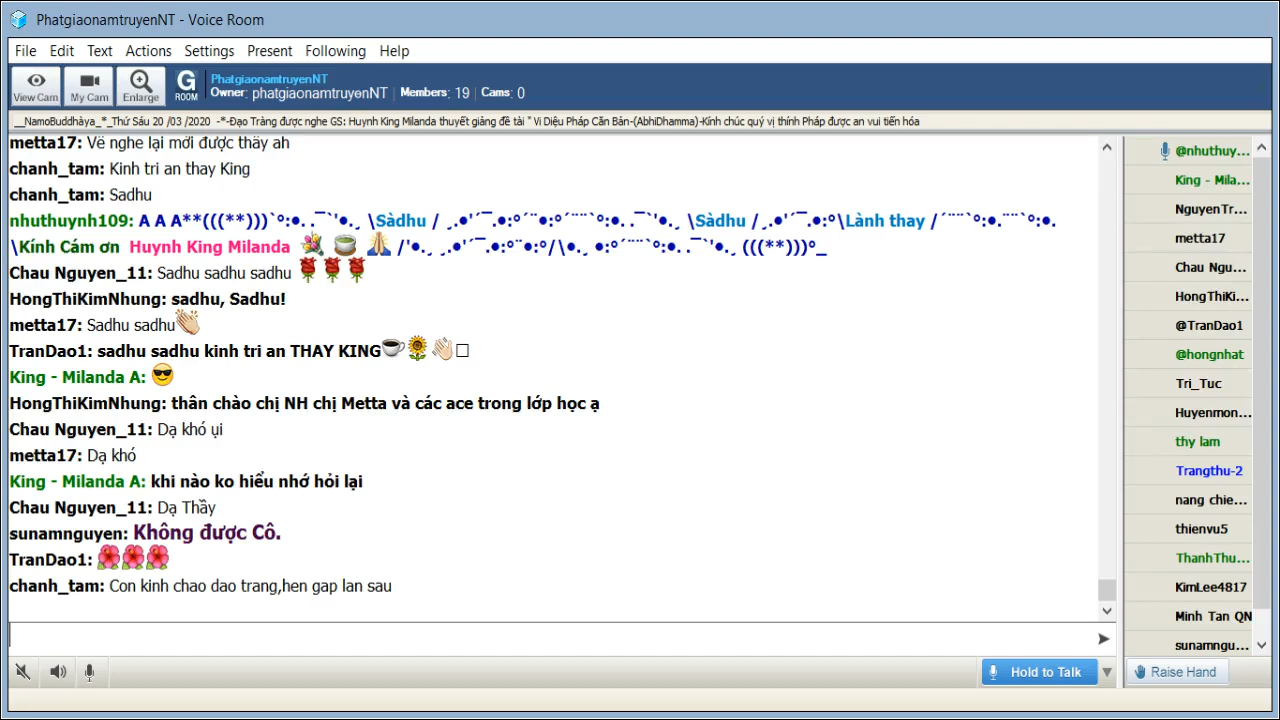 PhatgiaonamtruyenNT - Voice Room
File Edit Text Actions Settings Present Following Help
View Cam My Cam Enlarge G ROOM
PhatgiaonamtruyenNT
Owner: phatgiaonamtruyenNT Members: 19 Cams: 0
__NamoBuddhàya_*_Thứ Sáu 20 /03 /2020 -*-Đạo Tràng được nghe GS: Huynh King Milanda thuyết giảng đề tài " Vi Diệu Pháp Căn Bản-(AbhiDhamma)-Kính chúc quý vị thính Pháp được an vui tiến hóa
metta17: Về nghe lại mới được thầy ah
chanh_tam: Kinh tri an thay King
chanh_tam: Sadhu
nhuthuynh109: A A A**(((**)))`°:•. .¯`'•.¸ \Sàdhu / ¸.•'´¯.•:°´¨•:°´¨¨`°:•. .¯`'•.¸ \Sàdhu /¸.•'´¯.•:°\Lành thay /´¨¨`°:•.¨¨`°:•.
\Kính Cám ơn Huynh King Milanda /'•.¸ ¸.•'´¯.•:°¨•:°/\•.¸ •:°´¨¨`°:•. .¯`'•.¸ (((**)))°_
Chau Nguyen_11: Sadhu sadhu sadhu
HongThiKimNhung: sadhu, Sadhu!
metta17: Sadhu sadhu
TranDao1: sadhu sadhu kinh tri an THAY KING
King - Milanda A:
HongThiKimNhung: thân chào chị NH chị Metta và các ace trong lớp học ạ
Chau Nguyen_11: Dạ khó ụi
metta17: Dạ khó
King - Milanda A: khi nào ko hiểu nhớ hỏi lại
Chau Nguyen_11: Dạ Thầy
sunamnguyen: Không được Cô.
TranDao1:
chanh_tam: Con kinh chao dao trang,hen gap lan sau
@nhuthuy...
King - Mila...
NguyenTr...
metta17
Chau Ngu...
HongThiKi...
@TranDao1
@hongnhat
Tri_Tuc
Huyenmon...
thy lam
Trangthu-2
nang chie...
thienvu5
ThanhThu...
KimLee4817
Minh Tan QN
sunamngu...
Hold to Talk
Raise Hand